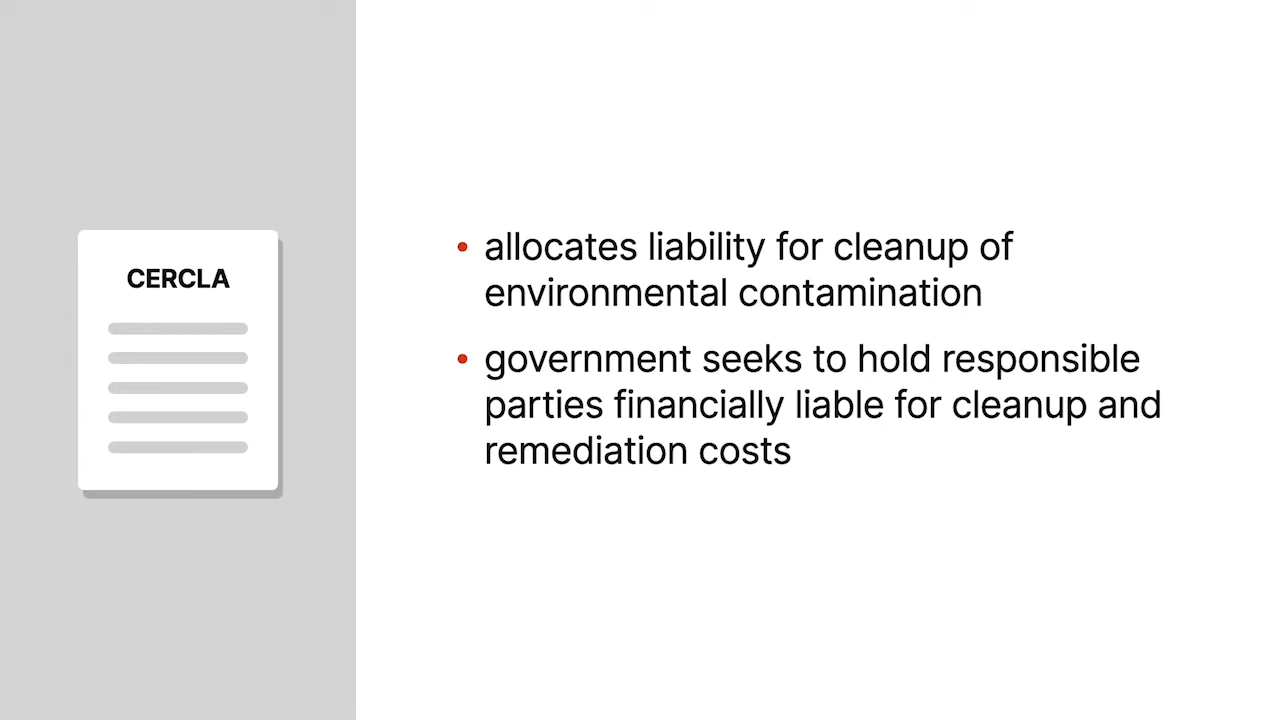 CERCLA
• allocates liability for cleanup of
environmental contamination
• government seeks to hold responsible
parties financially liable for cleanup and
remediation costs